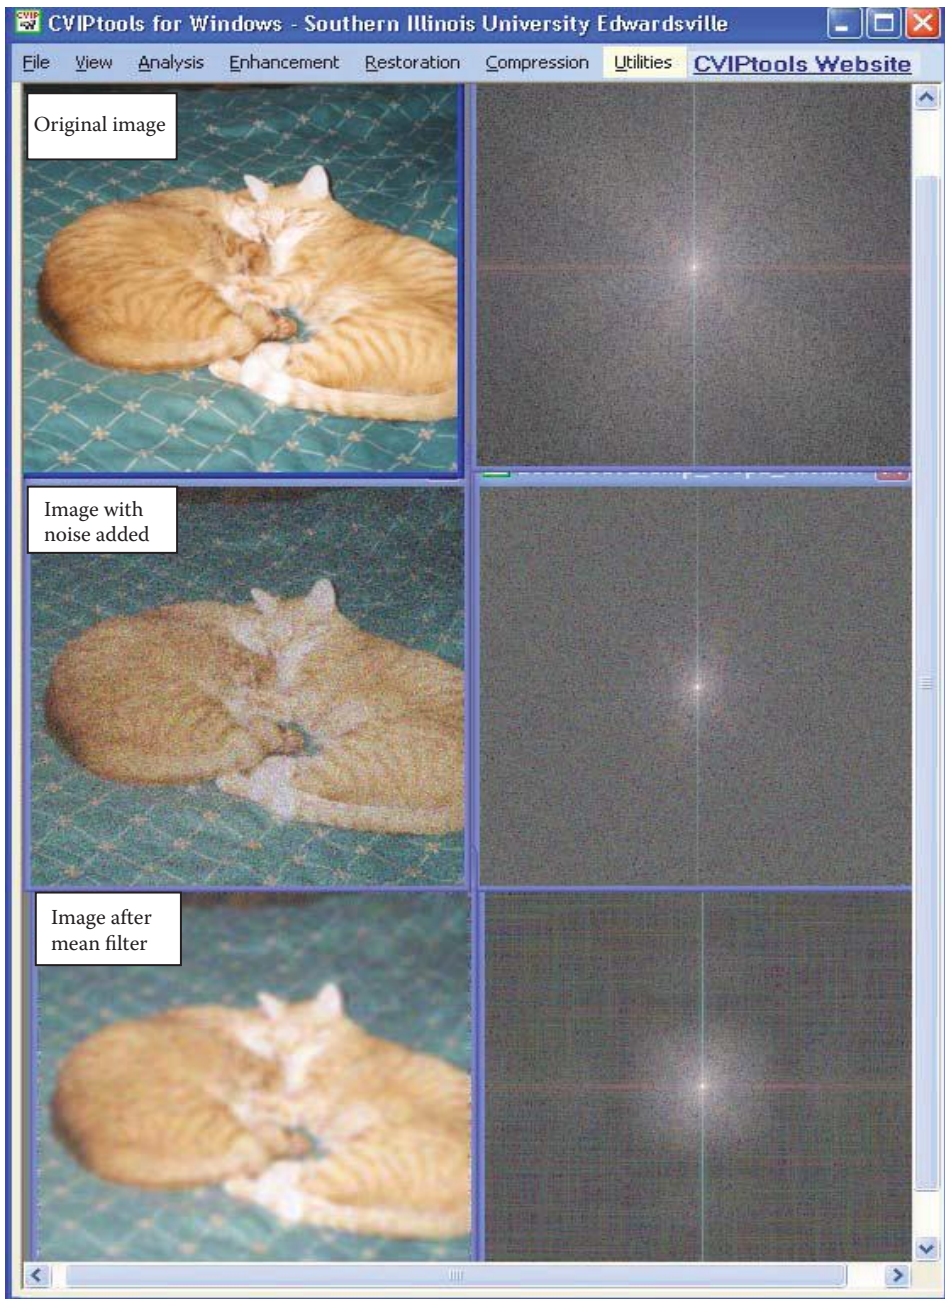 CVIPtools for Windows - Southern Illinois University Edwardsville
File View Analysis Enhancement Restoration Compression Utilities CVIPtools Website
Original image
Image with
noise added
Image after
mean filter